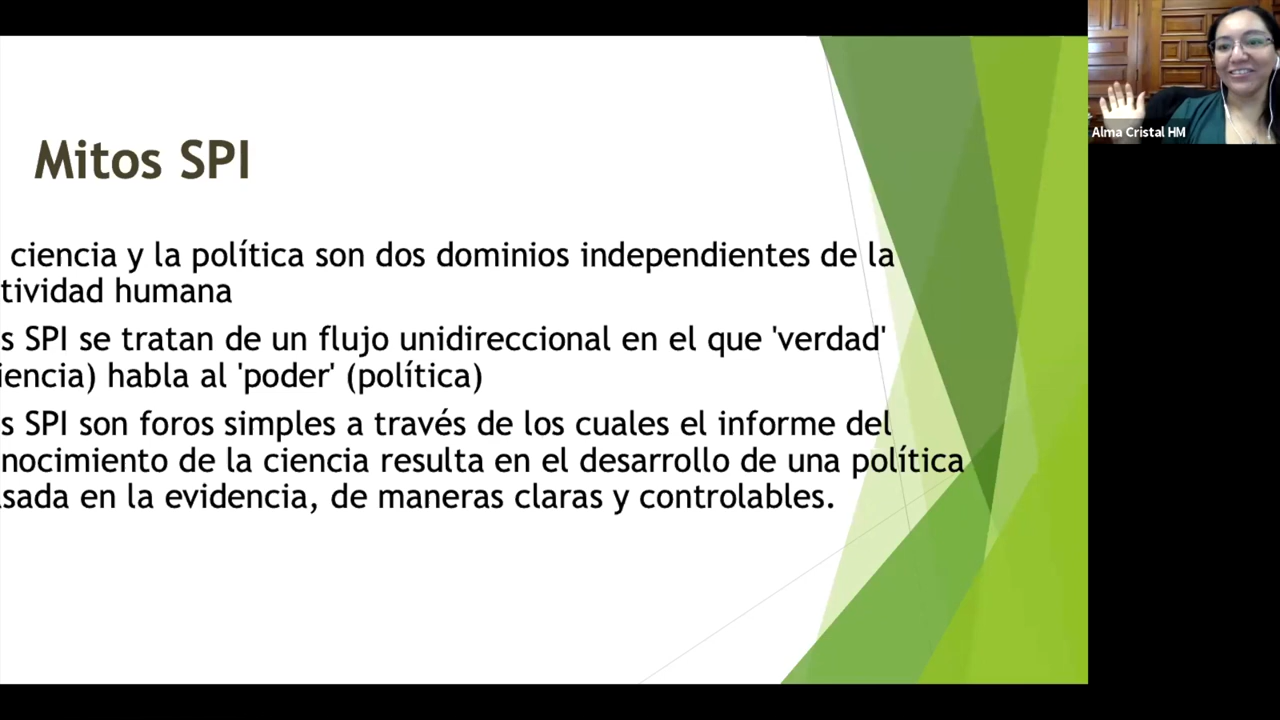 Mitos SPI
ciencia y la política son dos dominios independientes de la
tividad humana
s SPI se tratan de un flujo unidireccional en el que 'verdad'
iencia) habla al 'poder' (política)
s SPI son foros simples a través de los cuales el informe del
nocimiento de la ciencia resulta en el desarrollo de una política
sada en la evidencia, de maneras claras y controlables.
Alma Cristal HM